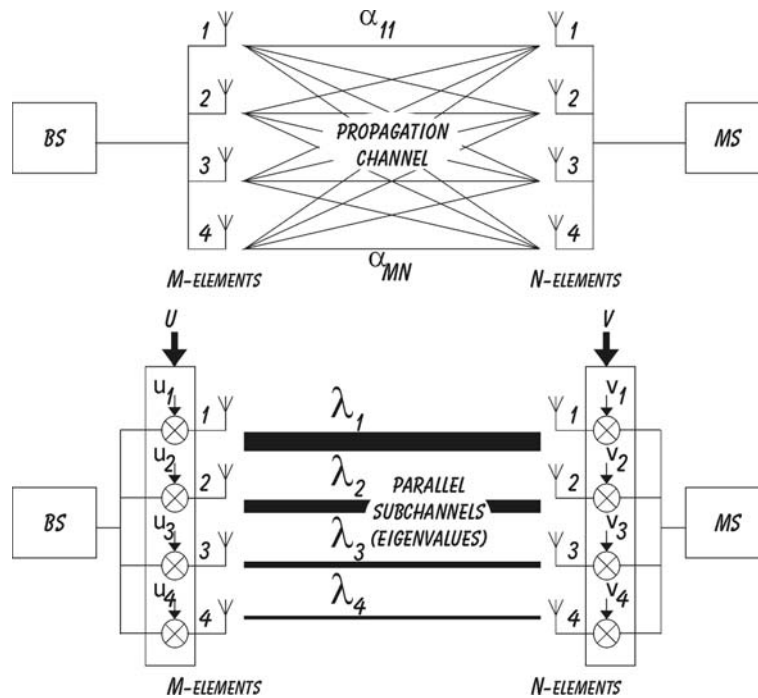 α11
1 1
2 2
BS PROPAGATION CHANNEL MS
3 3
4 4
αMN
M-ELEMENTS N-ELEMENTS
U V
u1 v1
1 λ1 1
u2 v2
2 λ2 2
BS PARALLEL SUBCHANNELS (EIGENVALUES) MS
u3 v3
3 λ3 3
u4 v4
4 λ4 4
M-ELEMENTS N-ELEMENTS